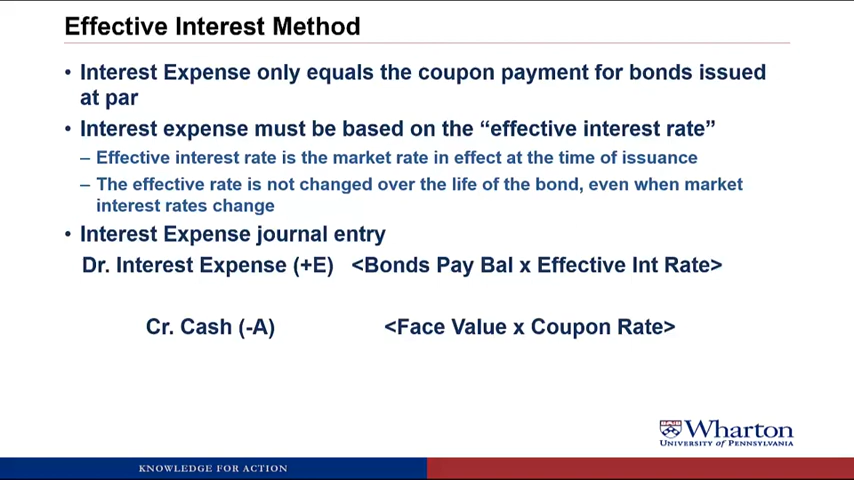 Effective Interest Method
• Interest Expense only equals the coupon payment for bonds issued
at par
• Interest expense must be based on the “effective interest rate”
– Effective interest rate is the market rate in effect at the time of issuance
– The effective rate is not changed over the life of the bond, even when market
interest rates change
• Interest Expense journal entry
Dr. Interest Expense (+E) <Bonds Pay Bal x Effective Int Rate>
Cr. Cash (-A) <Face Value x Coupon Rate>
Wharton
UNIVERSITY of PENNSYLVANIA
KNOWLEDGE FOR ACTION